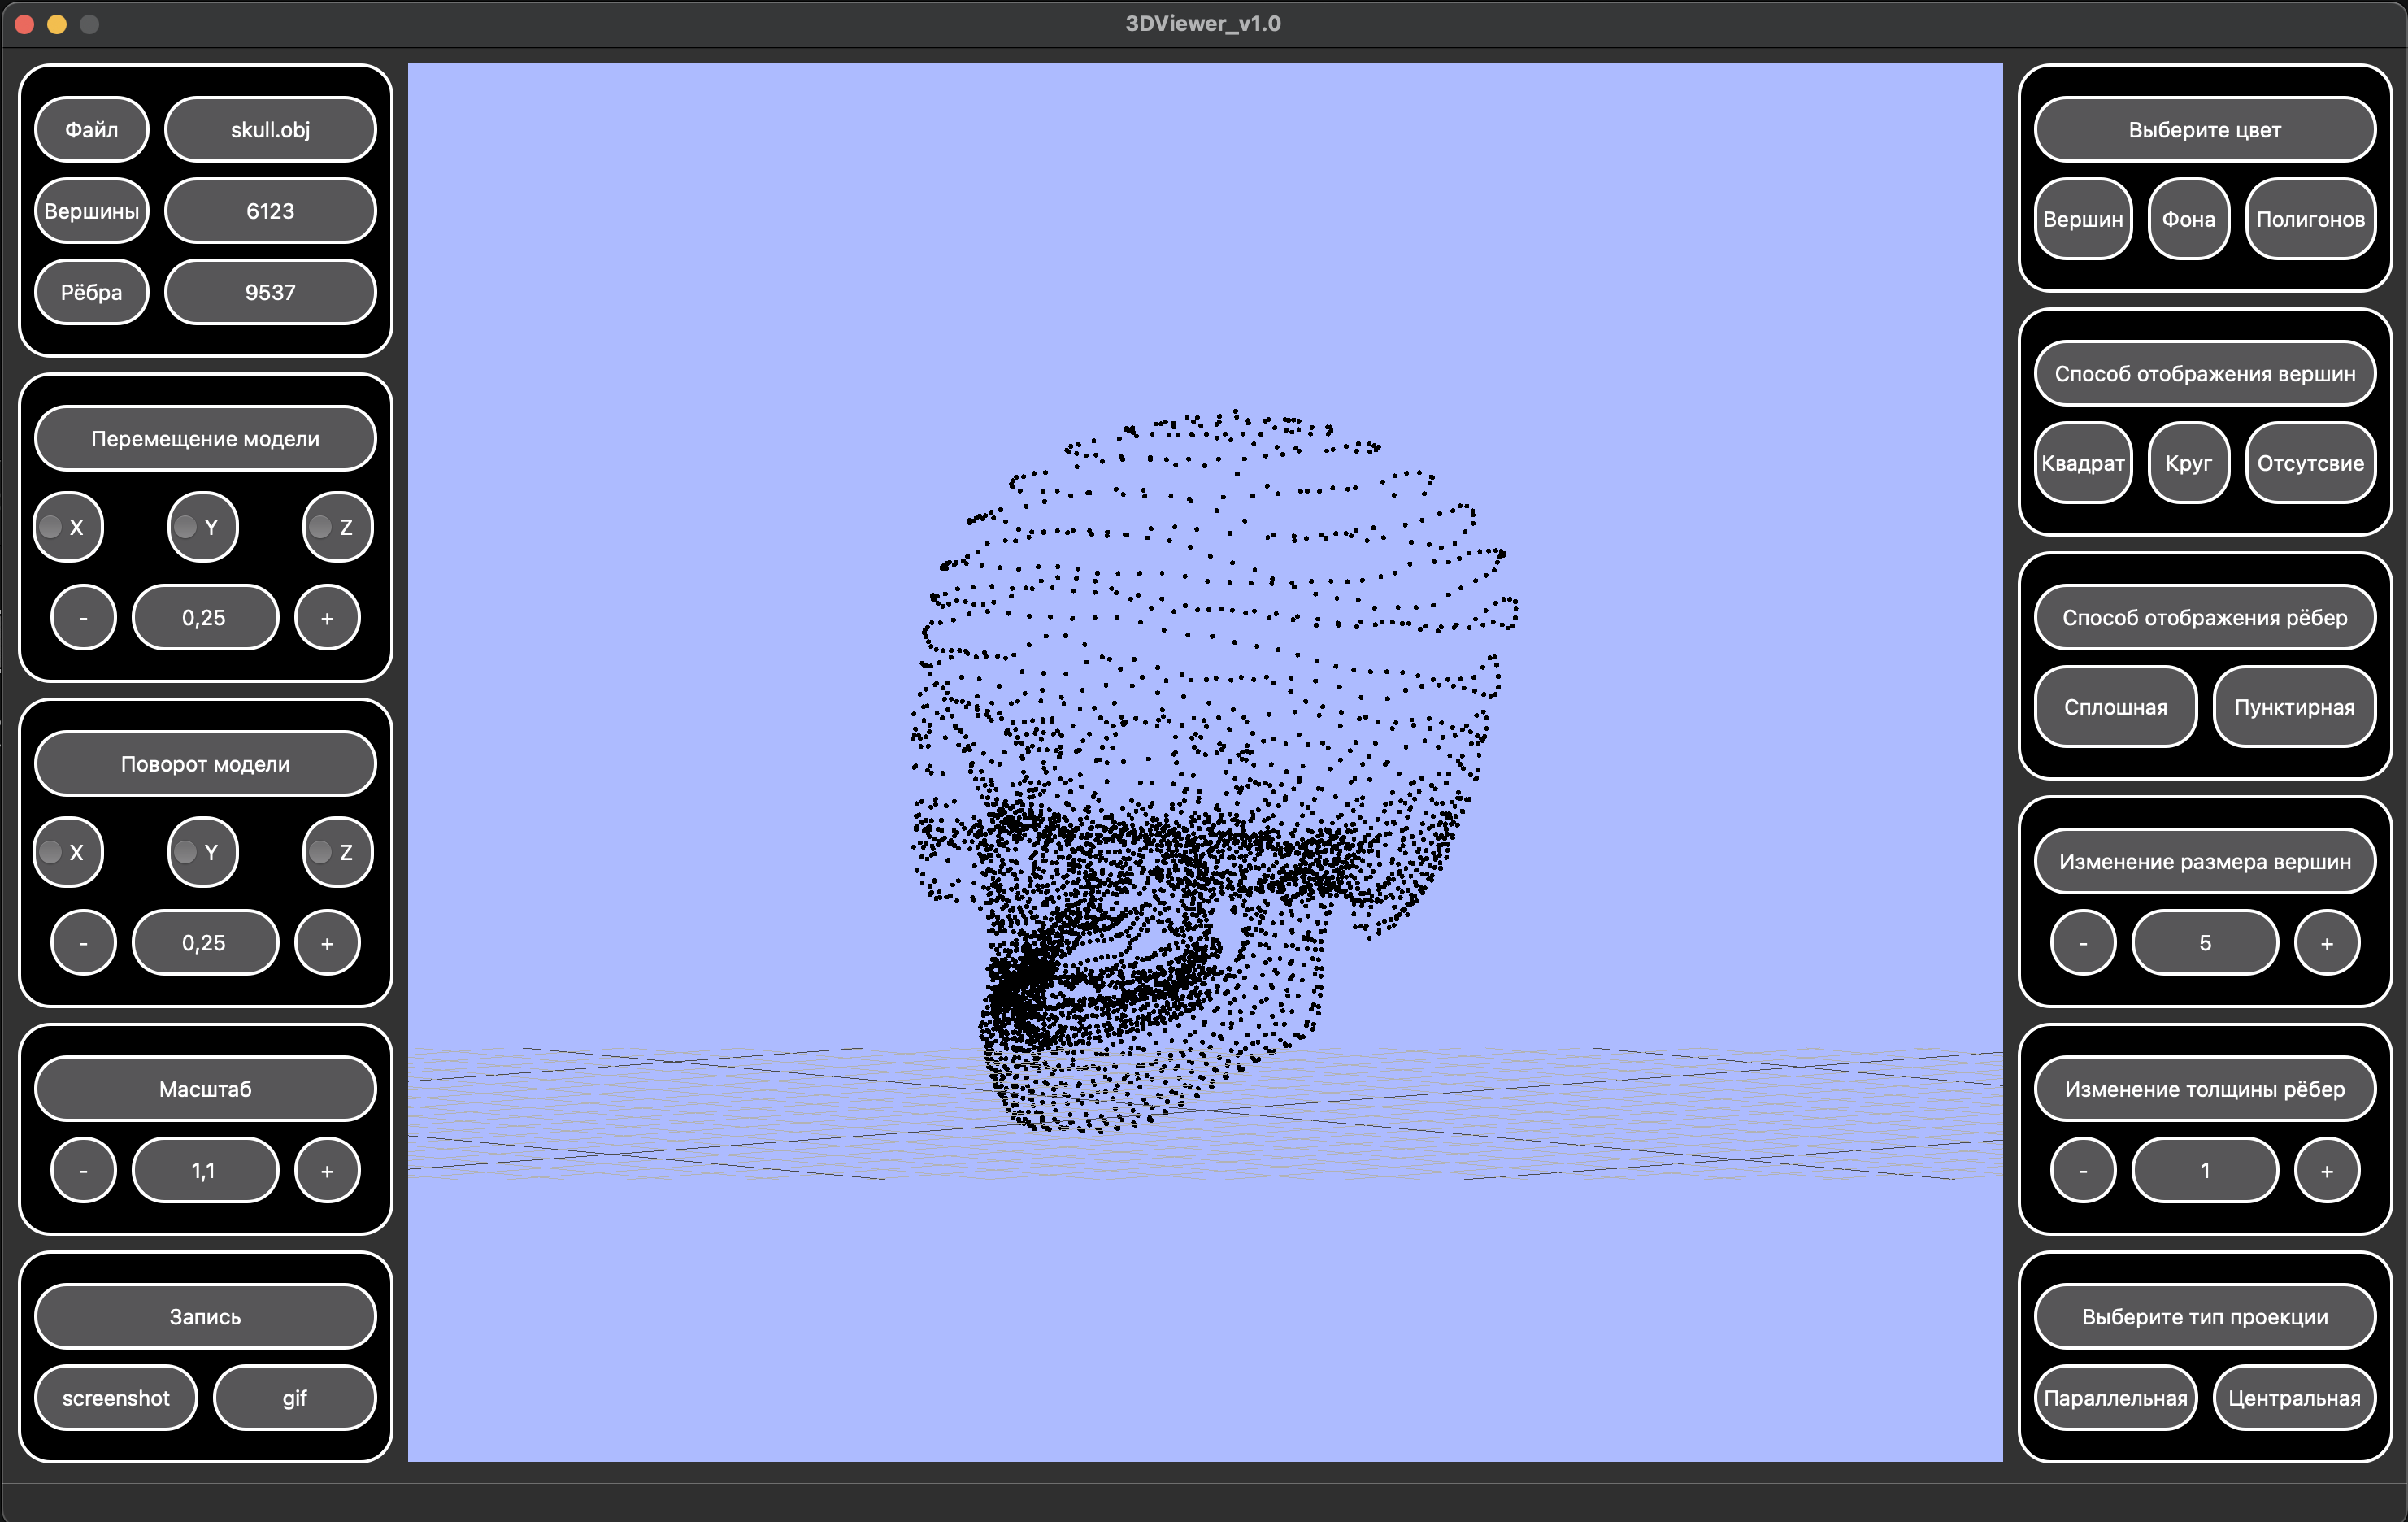 3DViewer_v1.0
Файл skull.obj
Вершины 6123
Рёбра 9537
Перемещение модели
X Y Z
- 0,25 +
Поворот модели
X Y Z
- 0,25 +
Масштаб
- 1,1 +
Запись
screenshot gif
Выберите цвет
Вершин Фона Полигонов
Способ отображения вершин
Квадрат Круг Отсутсвие
Способ отображения рёбер
Сплошная Пунктирная
Изменение размера вершин
- 5 +
Изменение толщины рёбер
- 1 +
Выберите тип проекции
Параллельная Центральная